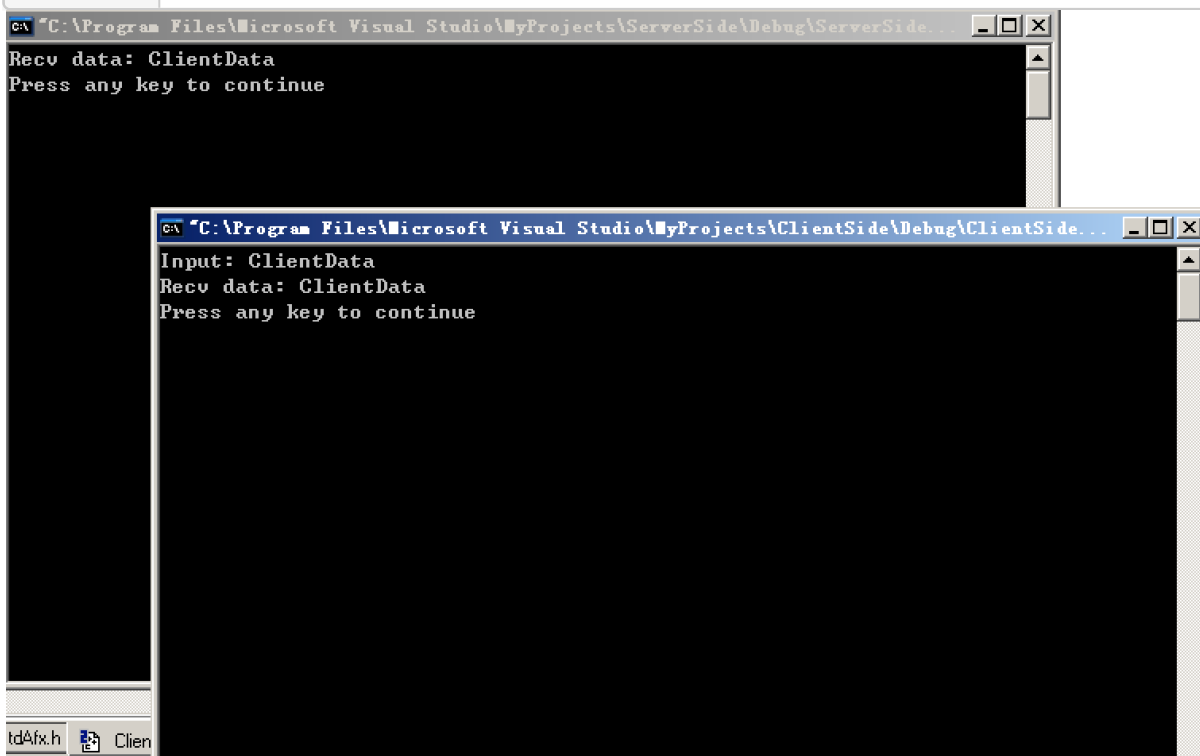 "C:\Program Files\Microsoft Visual Studio\MyProjects\ServerSide\Debug\ServerSide...
Recv data: ClientData
Press any key to continue
"C:\Program Files\Microsoft Visual Studio\MyProjects\ClientSide\Debug\ClientSide...
Input: ClientData
Recv data: ClientData
Press any key to continue
tdAfx.h
Clien